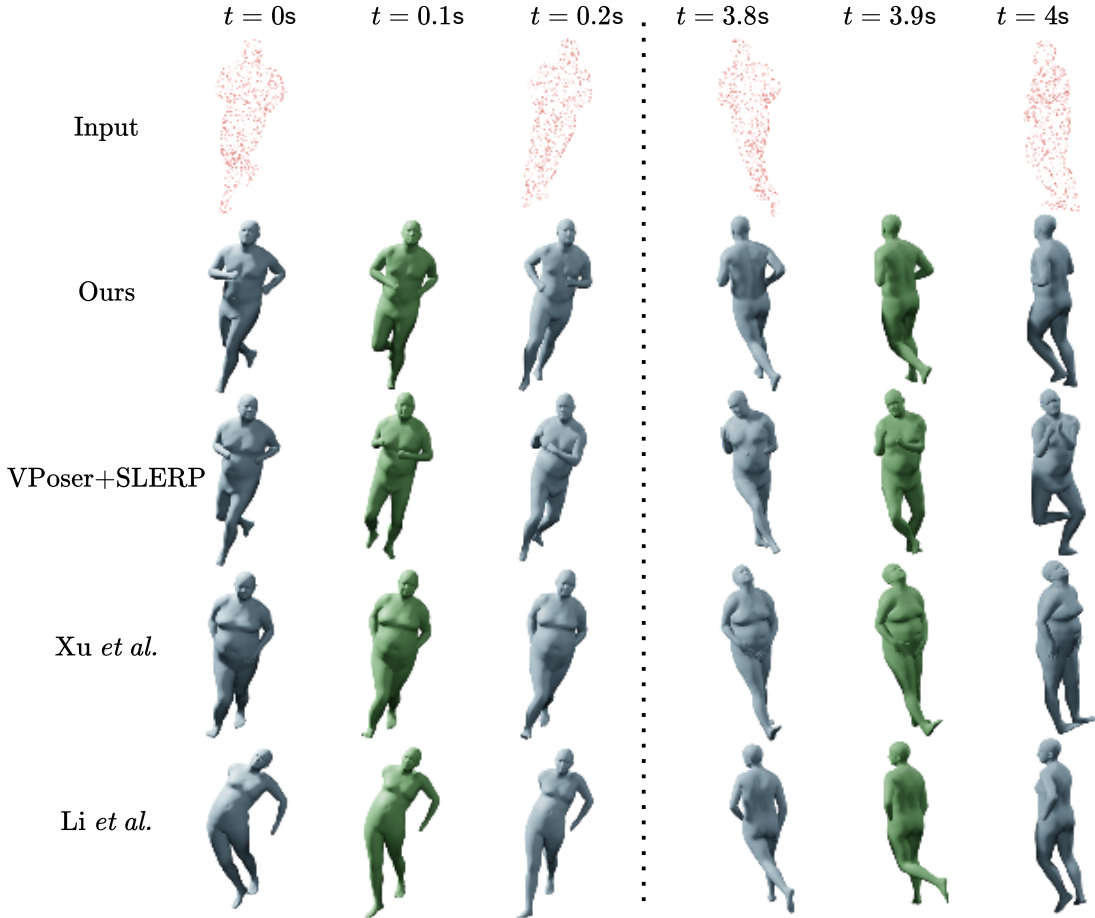 t = 0s t = 0.1s t = 0.2s t = 3.8s t = 3.9s t = 4s
Input
Ours
VPoser+SLERP
Xu et al.
Li et al.